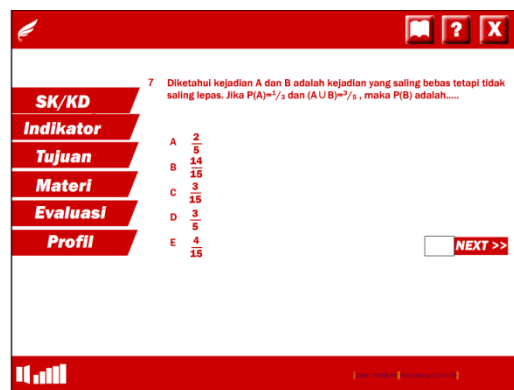 ? X
7 Diketahui kejadian A dan B adalah kejadian yang saling bebas tetapi tidak
saling lepas. Jika P(A)=1/3 dan (A∪B)=3/5 , maka P(B) adalah.....
SK/KD
Indikator
Tujuan
Materi
Evaluasi
Profil
A 2/5
B 14/15
C 3/15
D 3/5
E 4/15
NEXT >>